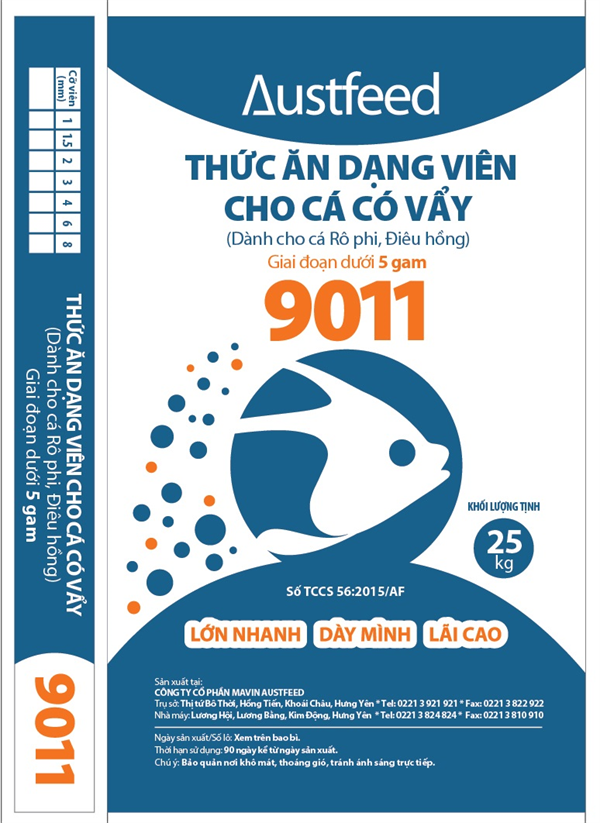 Cỡ viên
(mm)
1
1.5
2
3
4
6
8
THỨC ĂN DẠNG VIÊN CHO CÁ CÓ VẨY
(Dành cho cá Rô phi, Điêu hồng)
Giai đoạn dưới 5 gam
9011
Austfeed
THỨC ĂN DẠNG VIÊN
CHO CÁ CÓ VẨY
(Dành cho cá Rô phi, Điêu hồng)
Giai đoạn dưới 5 gam
9011
KHỐI LƯỢNG TỊNH
25
kg
Số TCCS 56:2015/AF
LỚN NHANH DÀY MÌNH LÃI CAO
Sản xuất tại:
CÔNG TY CỔ PHẦN MAVIN AUSTFEED
Trụ sở: Thị tứ Bô Thời, Hồng Tiến, Khoái Châu, Hưng Yên * Tel: 0221 3 921 921 * Fax: 0221 3 822 922
Nhà máy: Lương Hội, Lương Bằng, Kim Động, Hưng Yên * Tel: 0221 3 824 824 * Fax: 0221 3 810 910
Ngày sản xuất/Số lô: Xem trên bao bì.
Thời hạn sử dụng: 90 ngày kể từ ngày sản xuất.
Chú ý: Bảo quản nơi khô mát, thoáng gió, tránh ánh sáng trực tiếp.